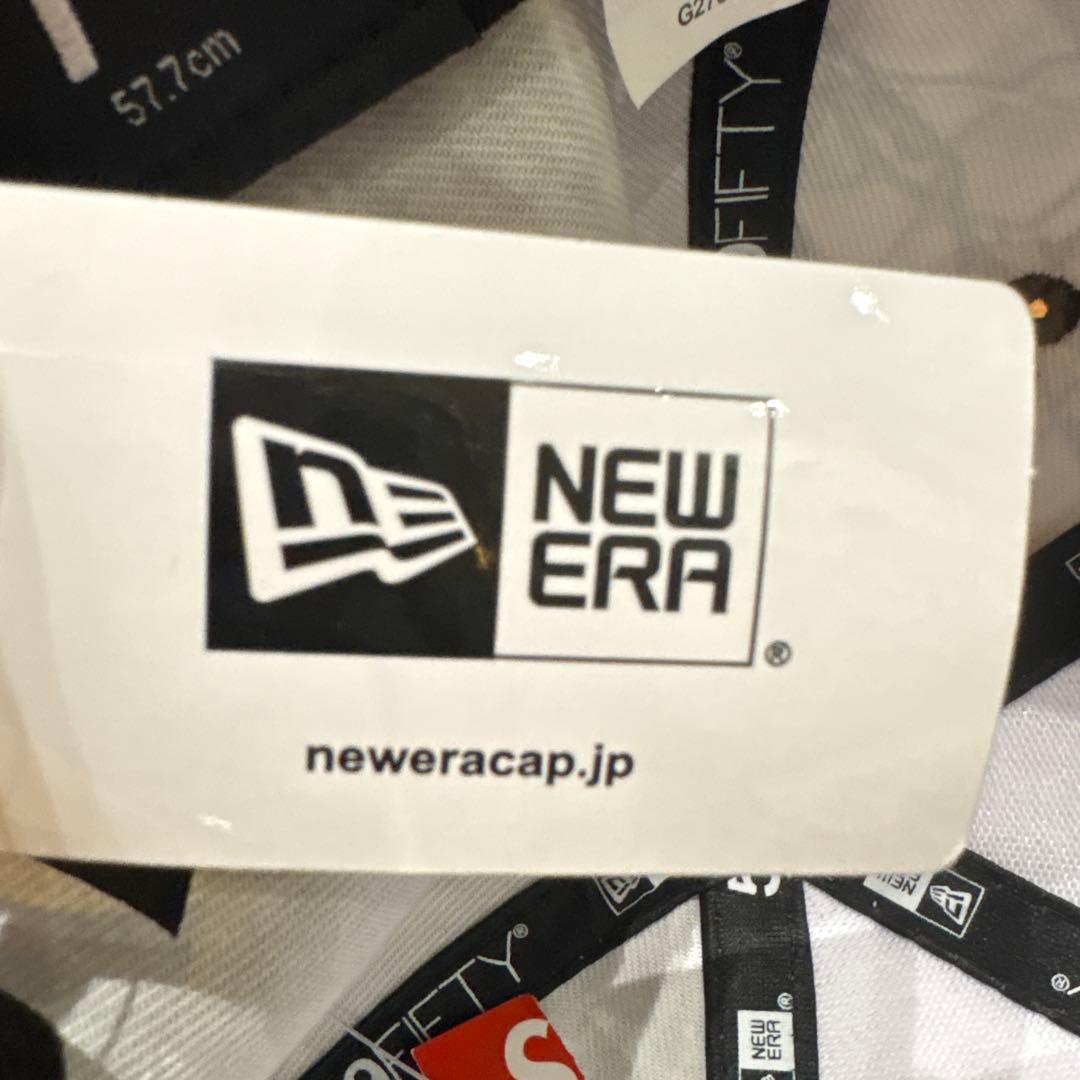 57.7cm
FIFTY®
NEW
ERA
®
neweracap.jp
FIFTY®
NEW
ERA
®
S